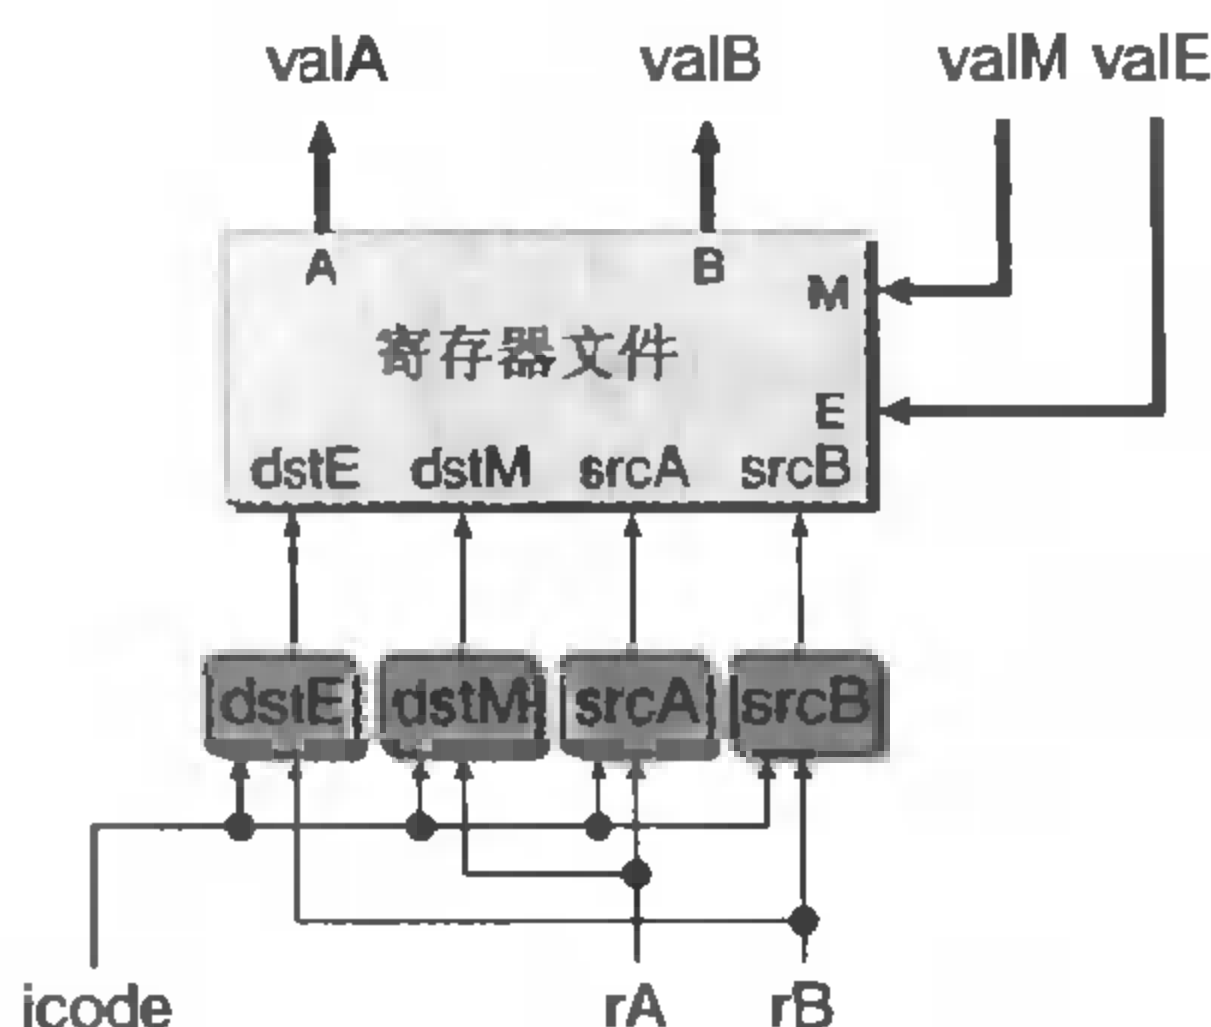 valA valB valM valE
A B M
寄存器文件
E
dstE dstM srcA srcB
dstE dstM srcA srcB
icode rA rB